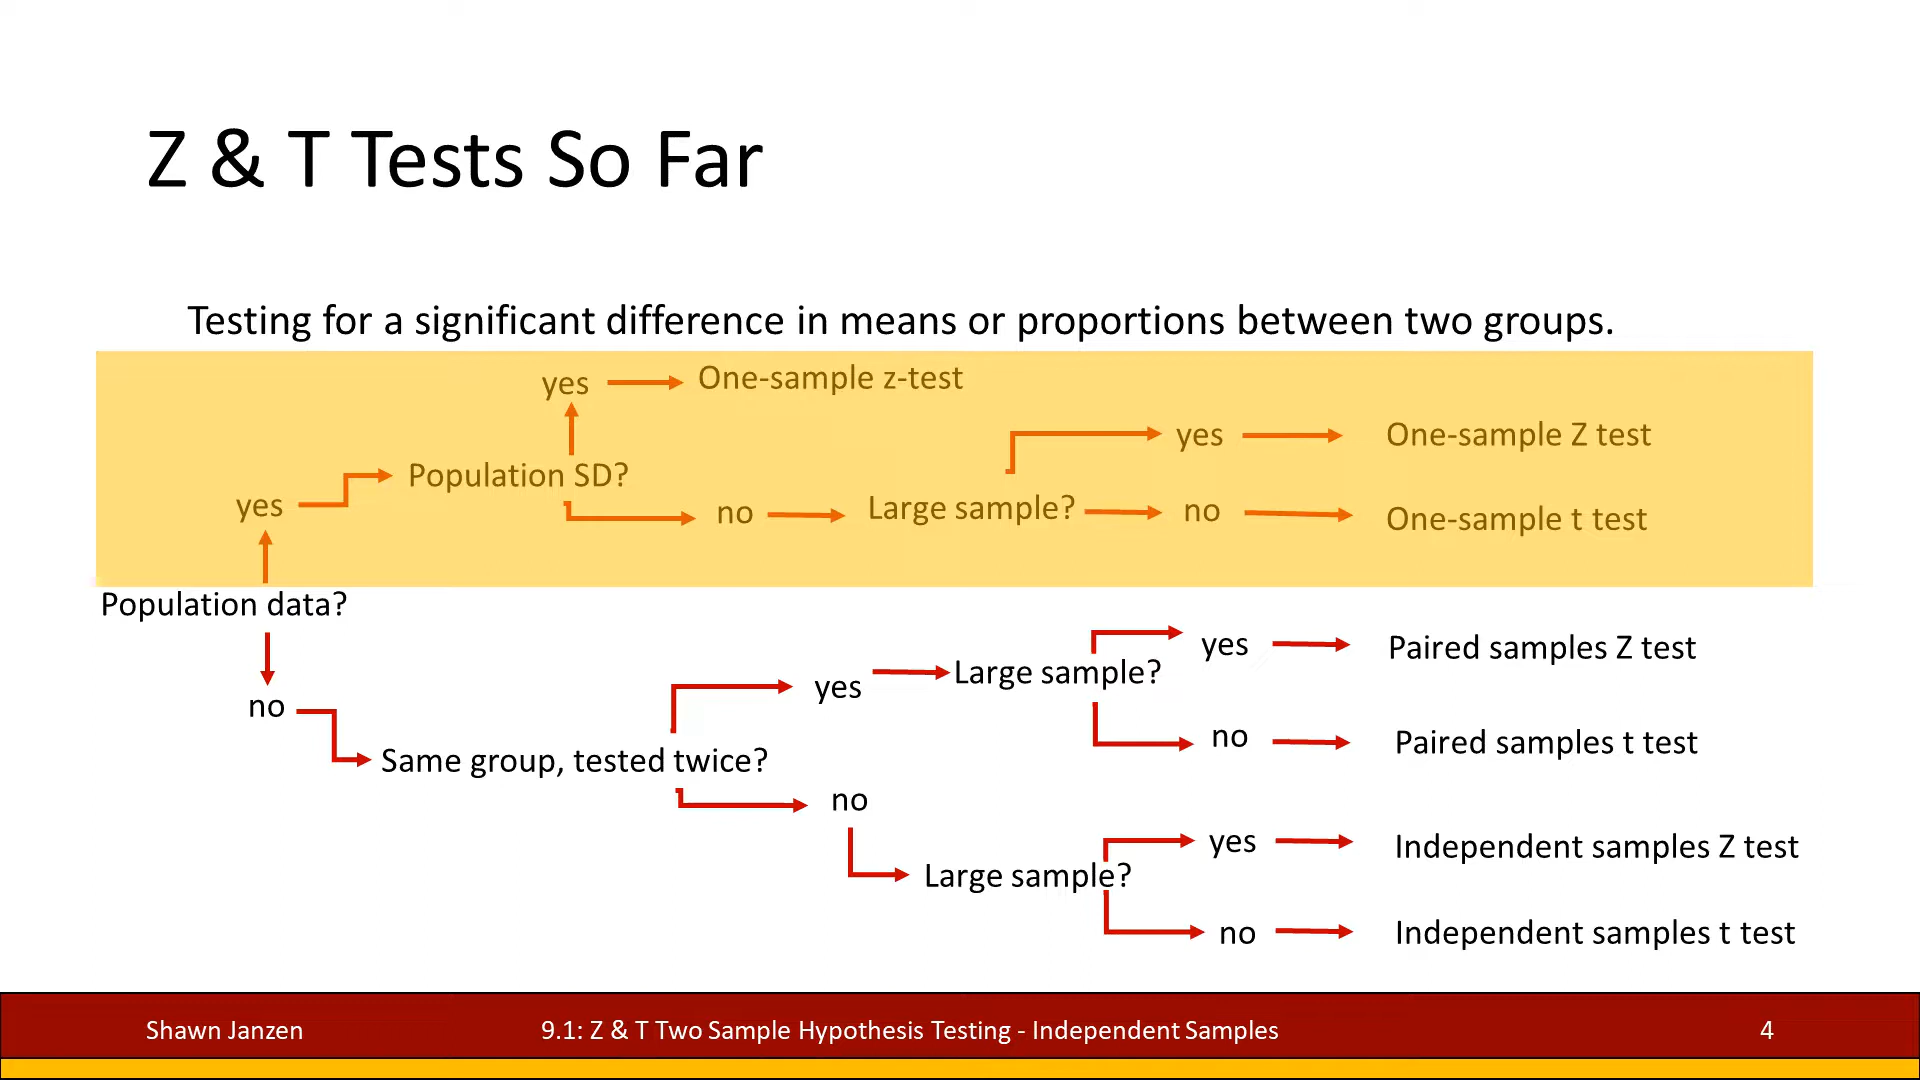 Z & T Tests So Far
Testing for a significant difference in means or proportions between two groups.
yes
One-sample z-test
yes
One-sample Z test
Population SD?
yes
no
Large sample?
no
One-sample t test
Population data?
yes
Paired samples Z test
Large sample?
yes
no
no
Paired samples t test
Same group, tested twice?
no
yes
Independent samples Z test
Large sample?
no
Independent samples t test
Shawn Janzen
9.1: Z & T Two Sample Hypothesis Testing - Independent Samples
4